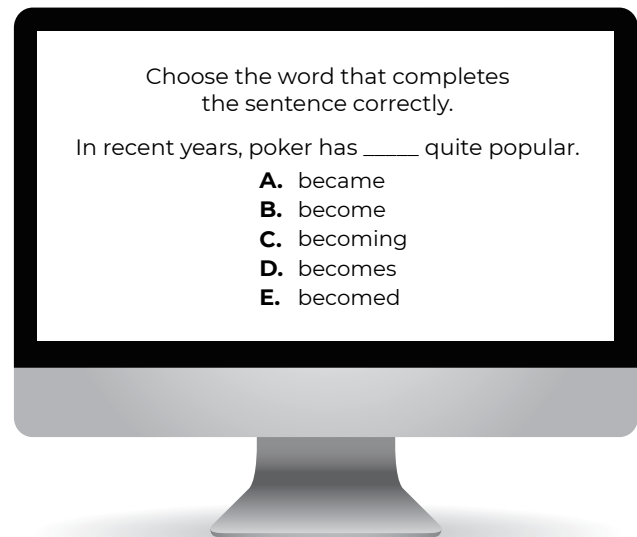 Choose the word that completes
the sentence correctly.
In recent years, poker has _____ quite popular.
A. became
B. become
C. becoming
D. becomes
E. becomed